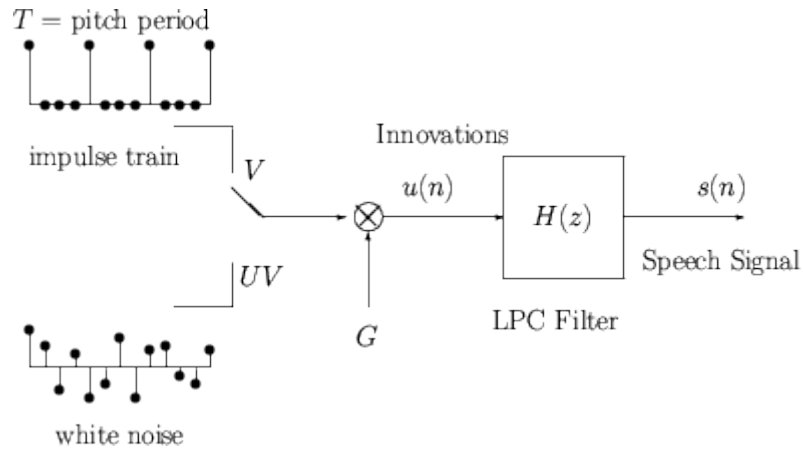 T = pitch period
impulse train
V
Innovations
u(n)
H(z)
s(n)
Speech Signal
UV
G
LPC Filter
white noise